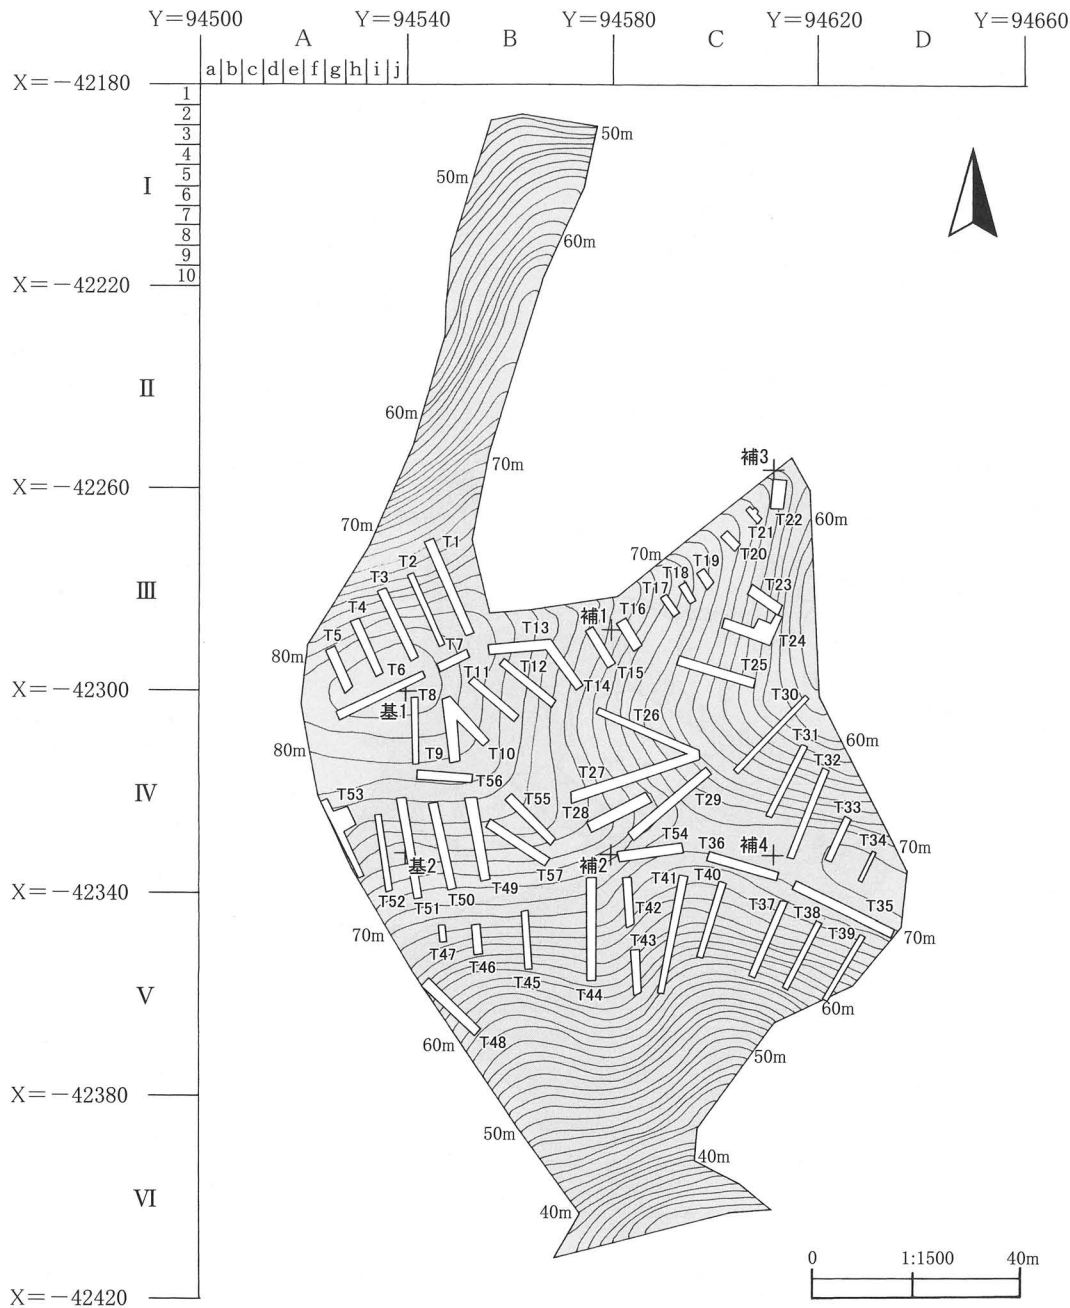 Y=94500 Y=94540 Y=94580 Y=94620 Y=94660
A B C D
a b c d e f g h i j
X=-42180
1
2
3
4
5
6
7
8
9
10
I
50m
50m
60m
X=-42220
II
60m
70m
補3
X=-42260
70m
T22
60m
T21
T20
T1
T2
T3
70m
T19
T18
T17
III
T23
T4
T16
T5
補1
T13
T24
T7
80m
T6
T11
T12
T15
T25
T14
T8
X=-42300
T30
基1
T26
T31
80m
T9
T10
60m
T32
T56
T27
IV
T53
T55
T29
T33
T28
T54
T34
T36
補4
70m
基2
補2
T57
T49
X=-42340
T52
T51
T50
T41
T40
T35
T42
T37
T38
70m
T39
70m
T43
T47
T46
T45
T44
V
60m
T48
60m
50m
X=-42380
50m
40m
VI
40m
0 1:1500 40m
X=-42420